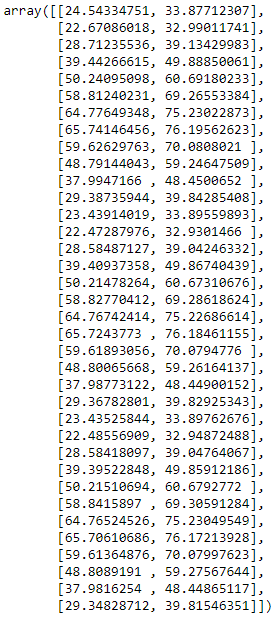 array([[24.54334751, 33.87712307],
[22.67086018, 32.99011741],
[28.71235536, 39.13429983],
[39.44266615, 49.88850061],
[50.24095098, 60.69180233],
[58.81240231, 69.26553384],
[64.77649348, 75.23022873],
[65.74146456, 76.19562623],
[59.62629763, 70.0808021 ],
[48.79144043, 59.24647509],
[37.9947166 , 48.4500652 ],
[29.38735944, 39.84285408],
[23.43914019, 33.89559893],
[22.47287976, 32.9301466 ],
[28.58487127, 39.04246332],
[39.40937358, 49.86740439],
[50.21478264, 60.67310676],
[58.82770412, 69.28618624],
[64.76742414, 75.22686614],
[65.7243773 , 76.18461155],
[59.61893056, 70.0794776 ],
[48.80065668, 59.26164137],
[37.98773122, 48.44900152],
[29.36782801, 39.82925343],
[23.43525844, 33.89762676],
[22.48556909, 32.94872488],
[28.58418097, 39.04764067],
[39.39522848, 49.85912186],
[50.21510694, 60.6792772 ],
[58.8415897 , 69.30591284],
[64.76524526, 75.23049549],
[65.70610686, 76.17213928],
[59.61364876, 70.07997623],
[48.8089191 , 59.27567644],
[37.9816254 , 48.44865117],
[29.34828712, 39.81546351]])